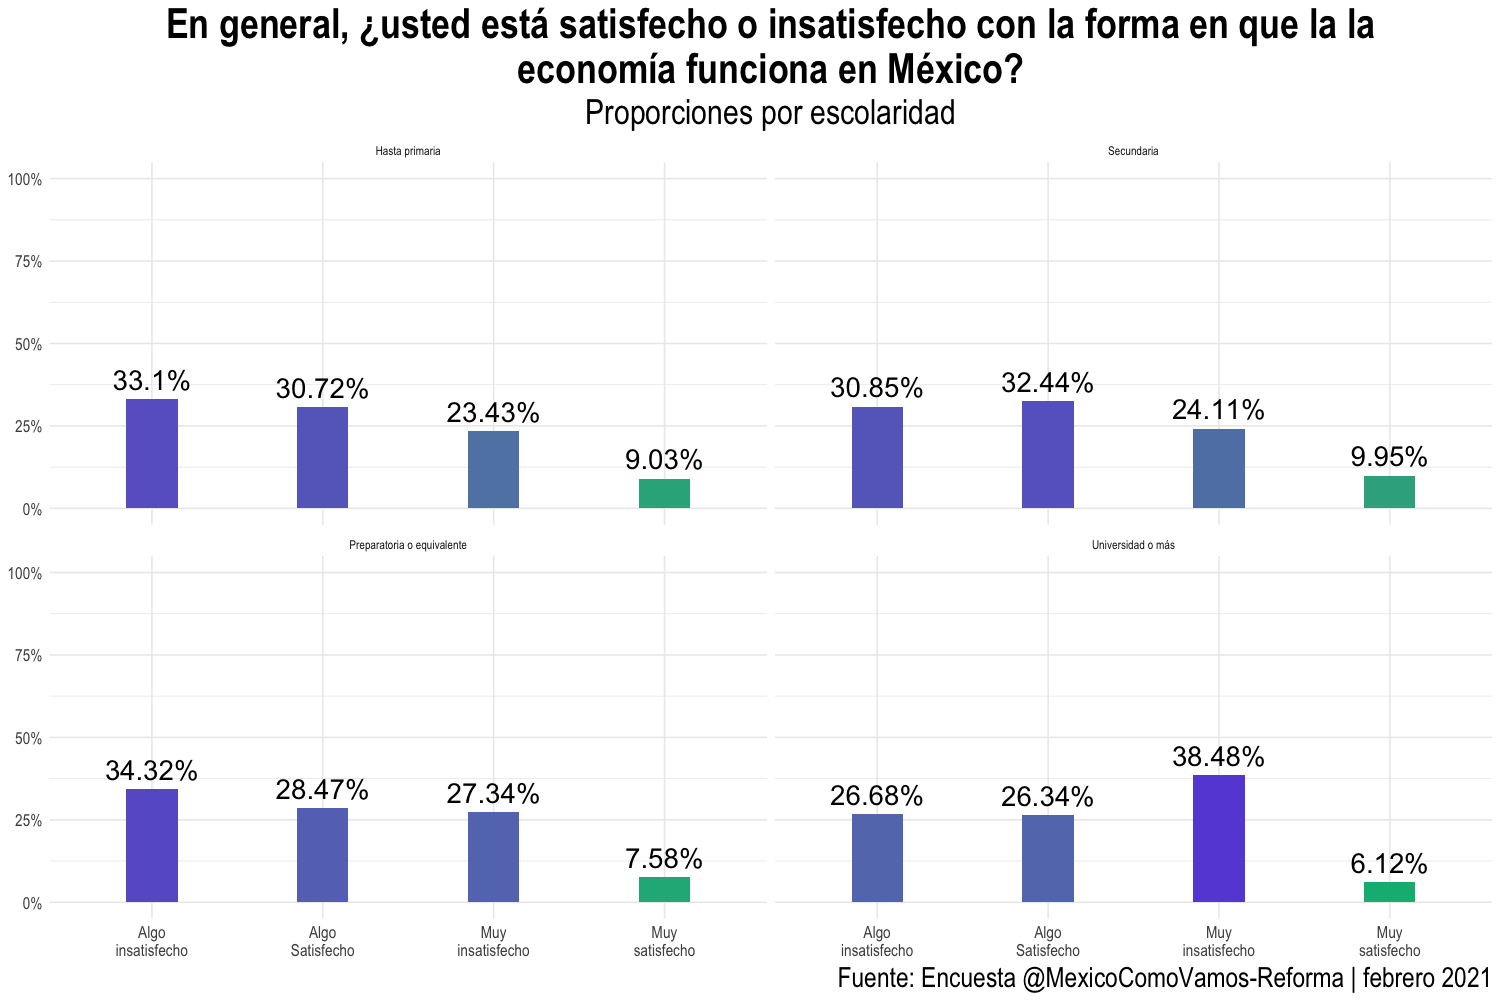 En general, ¿usted está satisfecho o insatisfecho con la forma en que la la
economía funciona en México?
Proporciones por escolaridad
Hasta primaria
100%
75%
50%
25%
0%
33.1%
30.72%
23.43%
9.03%
Secundaria
30.85%
32.44%
24.11%
9.95%
Preparatoria o equivalente
100%
75%
50%
25%
0%
34.32%
28.47%
27.34%
7.58%
Universidad o más
26.68%
26.34%
38.48%
6.12%
Algo
insatisfecho
Algo
Satisfecho
Muy
insatisfecho
Muy
satisfecho
Algo
insatisfecho
Algo
Satisfecho
Muy
insatisfecho
Muy
satisfecho
Fuente: Encuesta @MexicoComoVamos-Reforma | febrero 2021